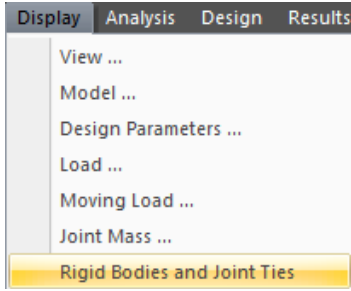 Display Analysis Design Results
View ...
Model ...
Design Parameters ...
Load ...
Moving Load ...
Joint Mass ...
Rigid Bodies and Joint Ties